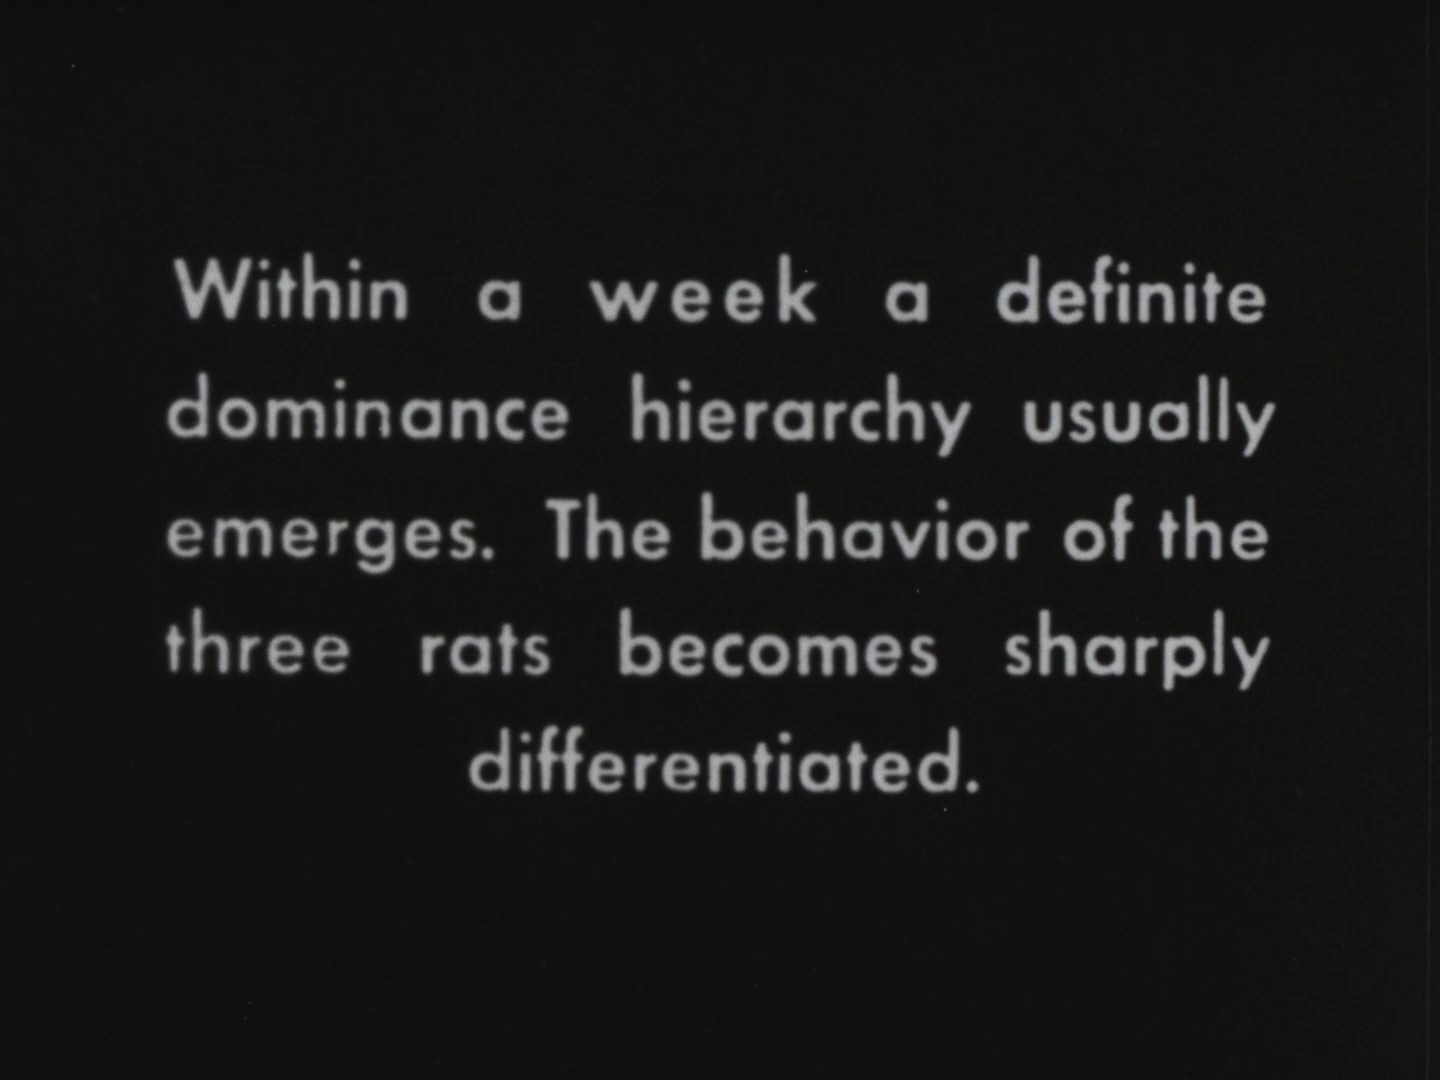 Within a week a definite
dominance hierarchy usually
emerges. The behavior of the
three rats becomes sharply
differentiated.